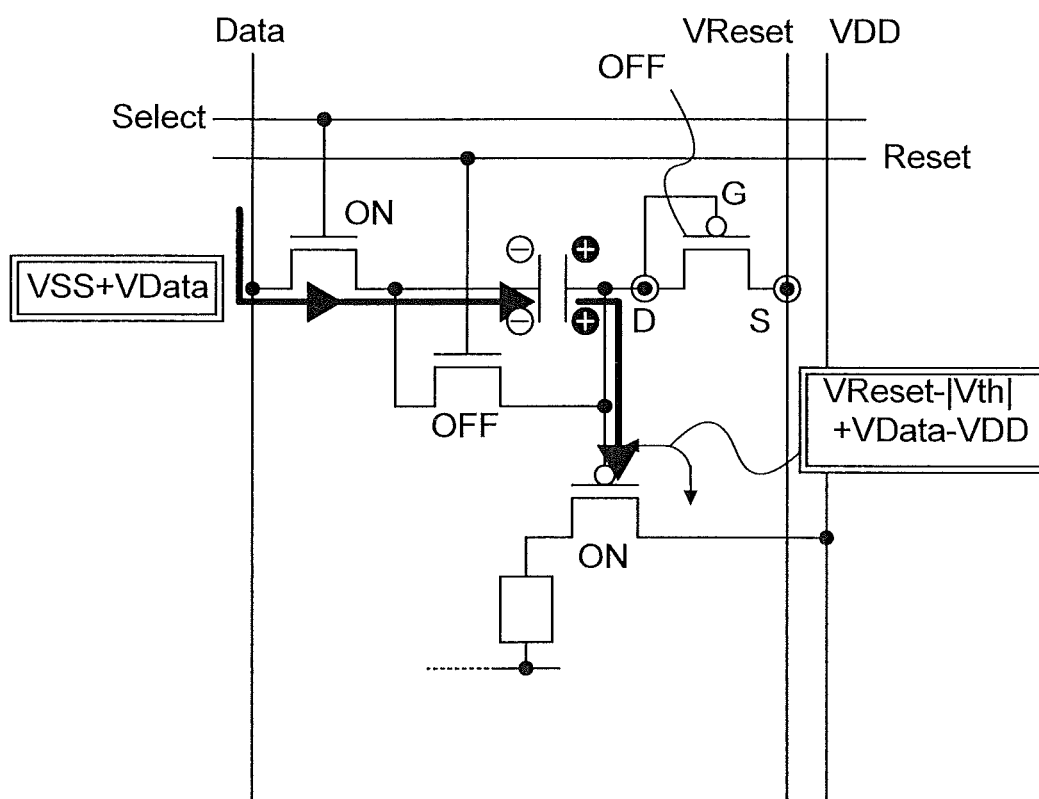 Data
VReset
VDD
OFF
Select
Reset
G
ON
VSS+VData
D
S
VReset-|Vth|
+VData-VDD
OFF
ON